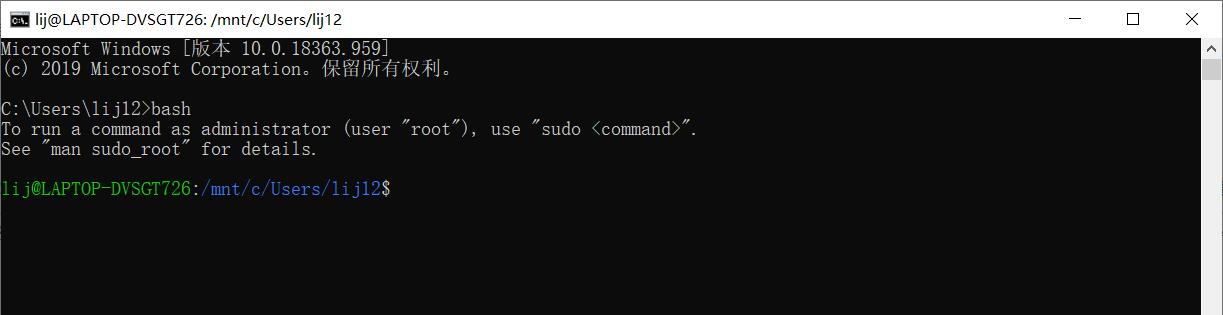 lij@LAPTOP-DVSGT726: /mnt/c/Users/lij12
Microsoft Windows [版本 10.0.18363.959]
(c) 2019 Microsoft Corporation。保留所有权利。
C:\Users\lij12>bash
To run a command as administrator (user "root"), use "sudo <command>".
See "man sudo_root" for details.
lij@LAPTOP-DVSGT726:/mnt/c/Users/lij12$